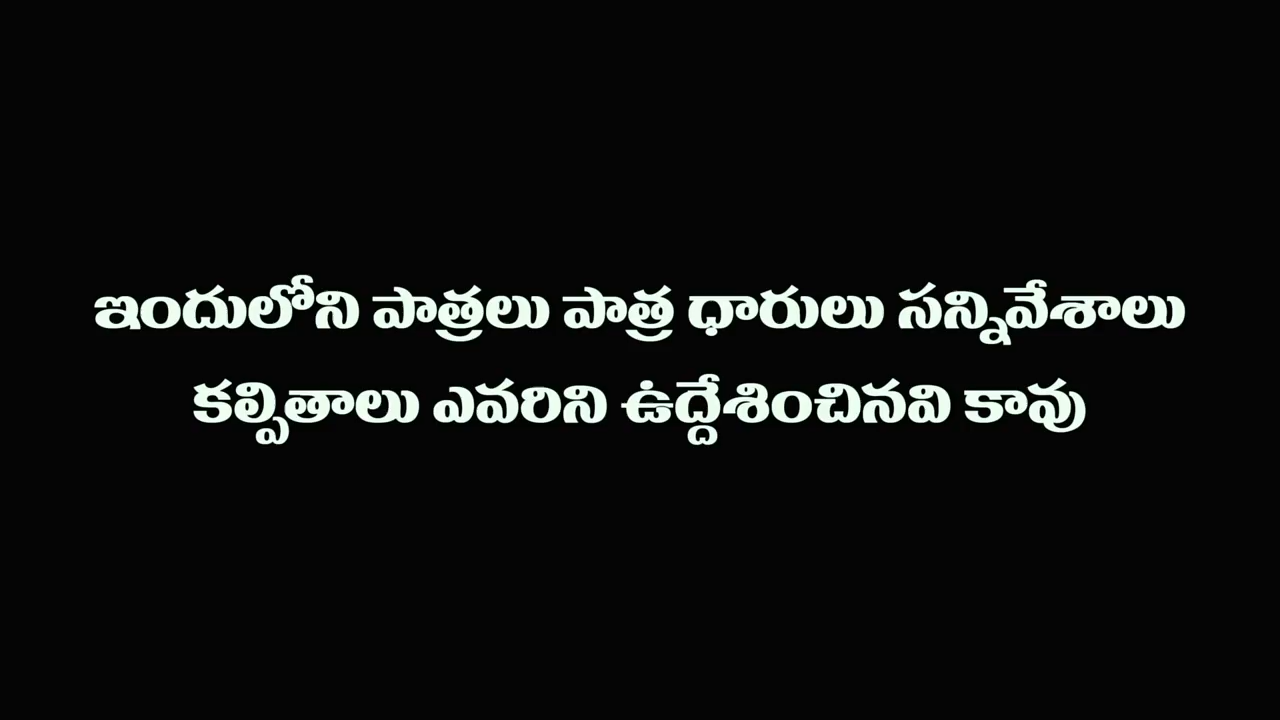 ఇందులోని పాత్రలు పాత్ర ధారులు సన్నివేశాలు
కల్పితాలు ఎవరిని ఉద్దేశించినవి కావు